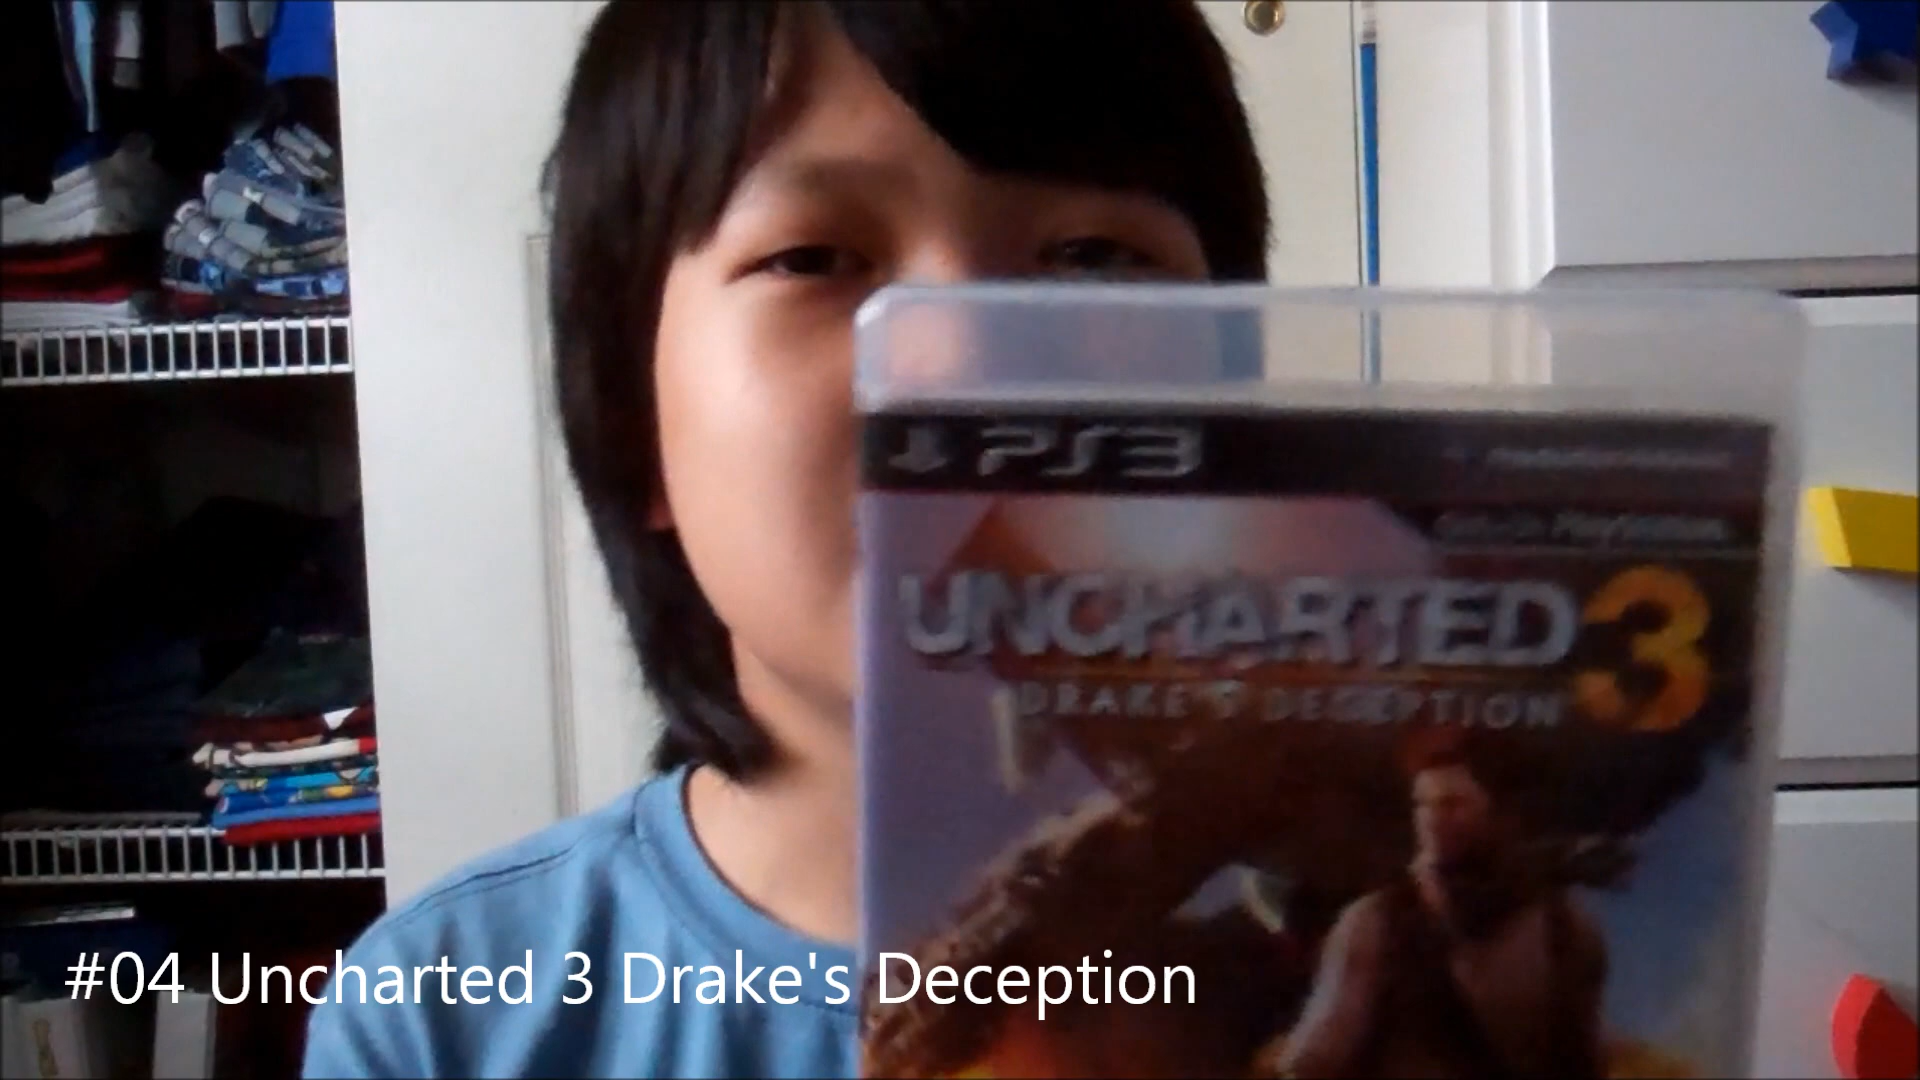 PS3
UNCHARTED 3
DRAKE'S DECEPTION
#04 Uncharted 3 Drake's Deception